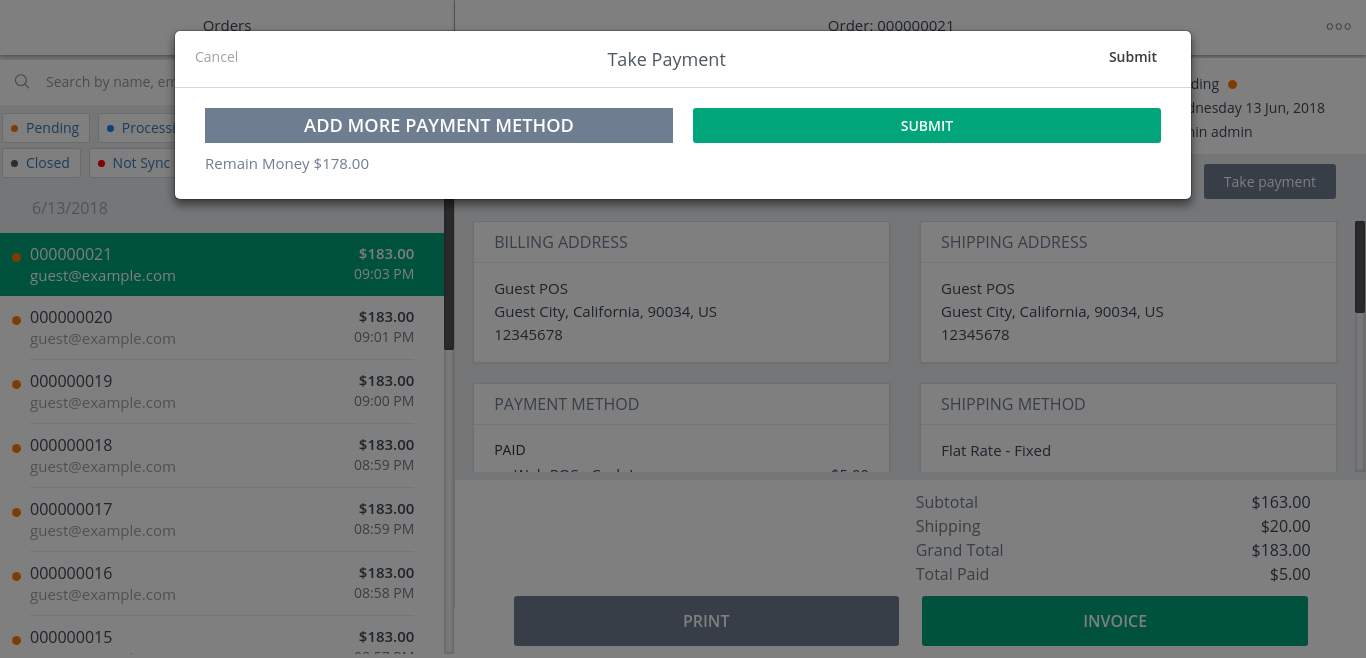 Orders
Order: 000000021
Cancel
Take Payment
Submit
ADD MORE PAYMENT METHOD
SUBMIT
Remain Money $178.00
Search by name, em
Pending
Processi
Closed
Not Sync
6/13/2018
000000021 $183.00
guest@example.com 09:03 PM
000000020 $183.00
guest@example.com 09:01 PM
000000019 $183.00
guest@example.com 09:00 PM
000000018 $183.00
guest@example.com 08:59 PM
000000017 $183.00
guest@example.com 08:59 PM
000000016 $183.00
guest@example.com 08:58 PM
000000015 $183.00
ding
dnesday 13 Jun, 2018
in admin
Take payment
BILLING ADDRESS
Guest POS
Guest City, California, 90034, US
12345678
SHIPPING ADDRESS
Guest POS
Guest City, California, 90034, US
12345678
PAYMENT METHOD
PAID
SHIPPING METHOD
Flat Rate - Fixed
Subtotal $163.00
Shipping $20.00
Grand Total $183.00
Total Paid $5.00
PRINT
INVOICE